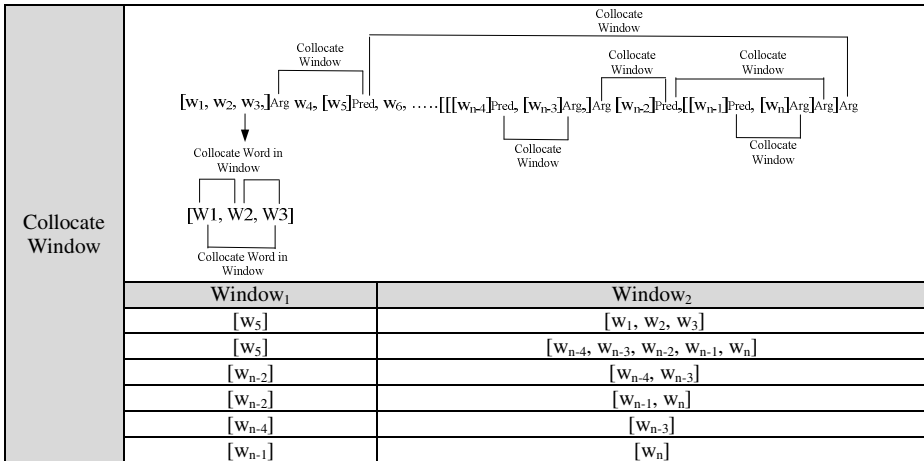 Collocate
Window
Collocate
Window
Collocate
Window
Collocate
Window
Collocate
Window
[w1, w2, w3,]Arg w4, [w5]Pred, w6, .....[[[wn-4]Pred, [wn-3]Arg,]Arg [wn-2]Pred,[[wn-1]Pred, [wn]Arg]Arg]Arg
Collocate
Window
Collocate
Window
Collocate Word in
Window
[W1, W2, W3]
Collocate Word in
Window
Window1 Window2
[w5] [w1, w2, w3]
[w5] [wn-4, wn-3, wn-2, wn-1, wn]
[wn-2] [wn-4, wn-3]
[wn-2] [wn-1, wn]
[wn-4] [wn-3]
[wn-1] [wn]